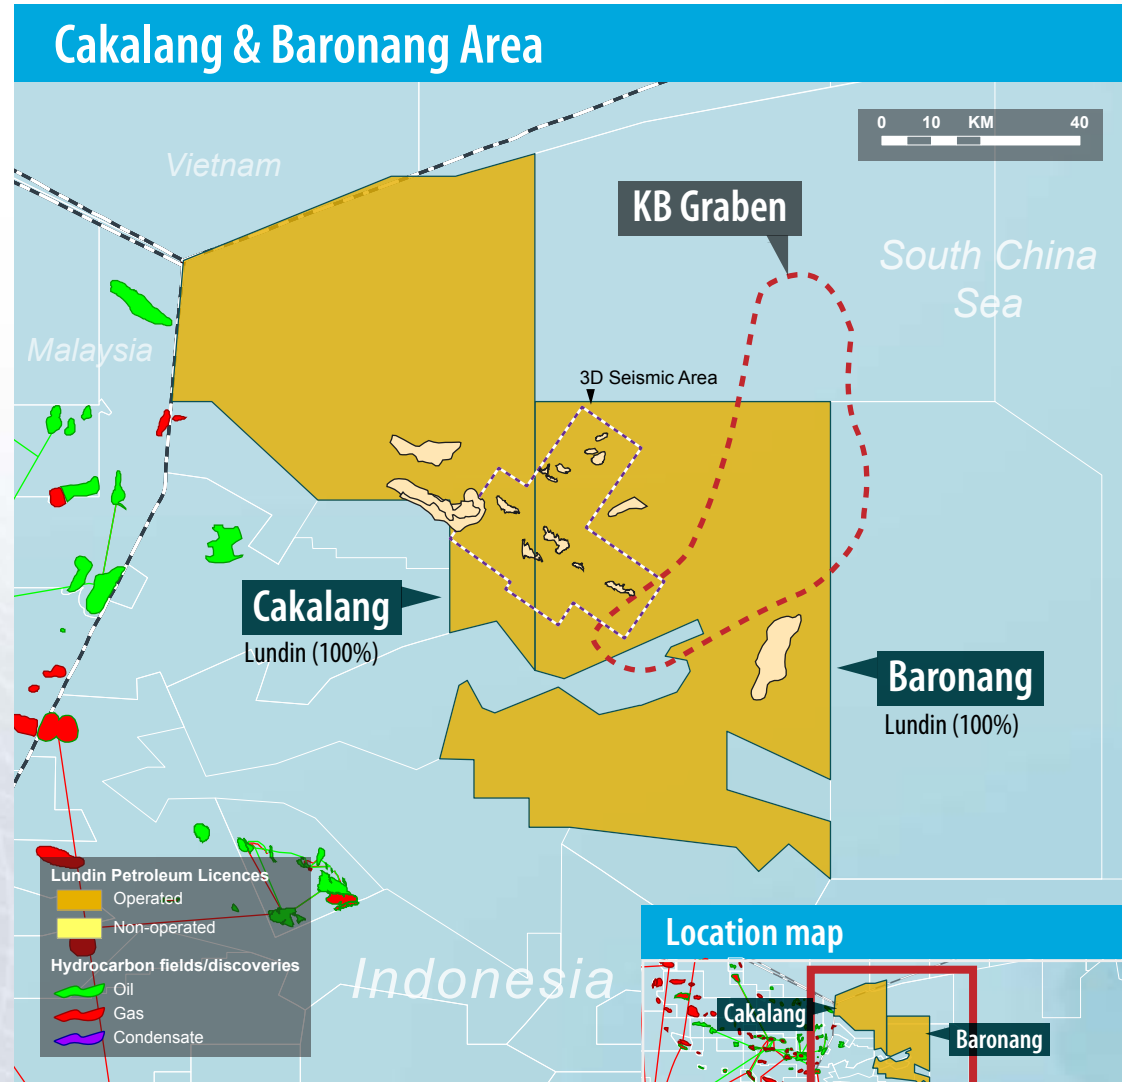 Cakalang & Baronang Area
0 10 KM 40
Vietnam
KB Graben
South China
Sea
Malaysia
3D Seismic Area
Cakalang
Lundin (100%)
Baronang
Lundin (100%)
Lundin Petroleum Licences
Operated
Non-operated
Hydrocarbon fields/discoveries
Oil
Gas
Condensate
Indonesia
Location map
Cakalang
Baronang